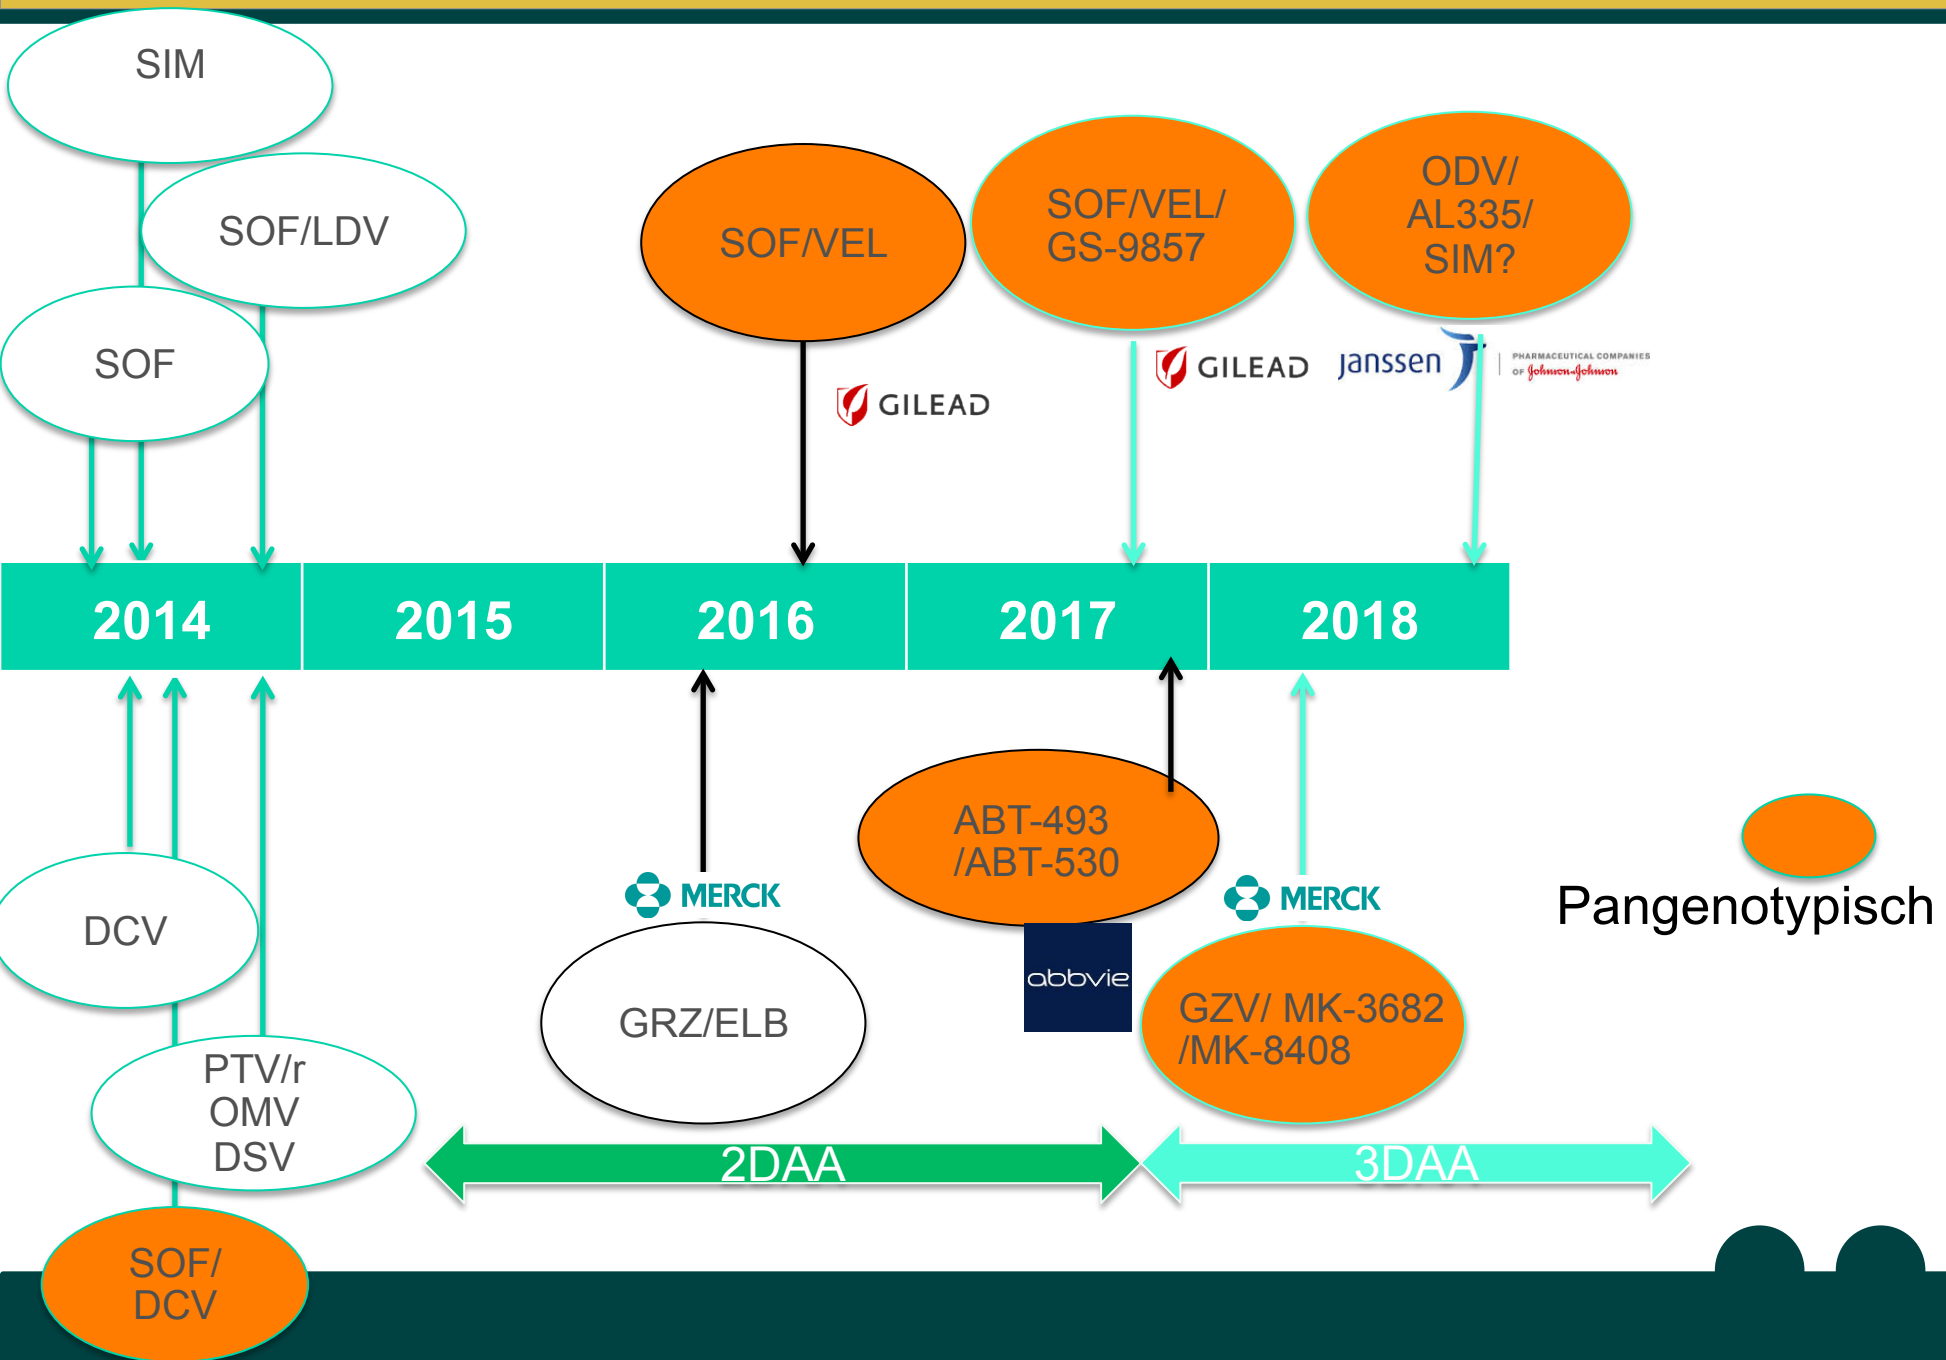 SIM
SOF/LDV
SOF
SOF/VEL
SOF/VEL/
GS-9857
ODV/
AL335/
SIM?
GILEAD
GILEAD
janssen
PHARMACEUTICAL COMPANIES
OF Johnson&Johnson
2014
2015
2016
2017
2018
DCV
PTV/r
OMV
DSV
SOF/
DCV
MERCK
GRZ/ELB
ABT-493
/ABT-530
abbvie
MERCK
GZV/ MK-3682
/MK-8408
Pangenotypisch
2DAA
3DAA